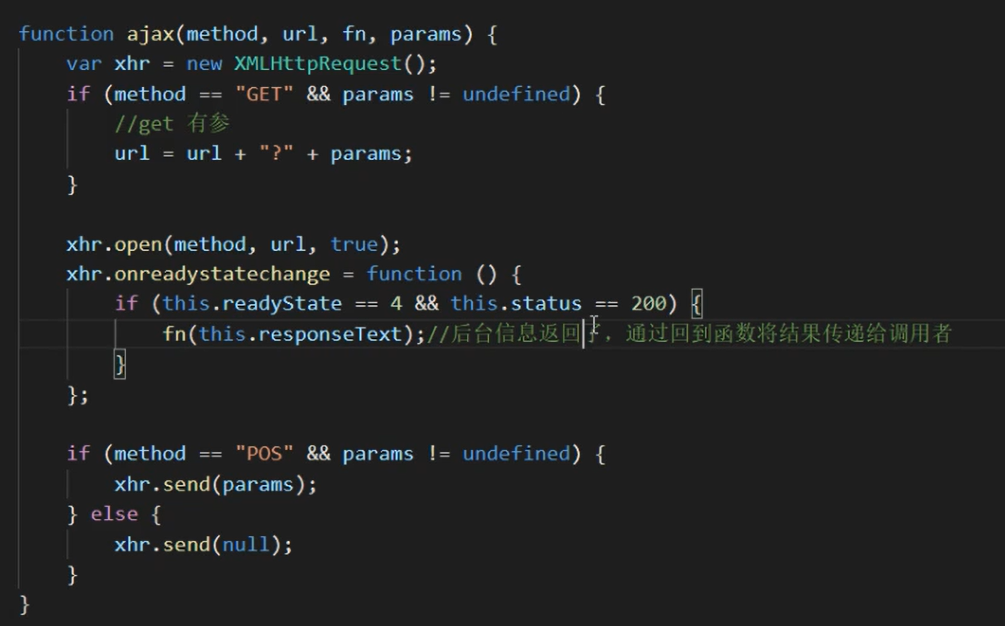 function ajax(method, url, fn, params) {
var xhr = new XMLHttpRequest();
if (method == "GET" && params != undefined) {
//get 有参
url = url + "?" + params;
}
xhr.open(method, url, true);
xhr.onreadystatechange = function () {
if (this.readyState == 4 && this.status == 200) {
fn(this.responseText);//后台信息返回了，通过回到函数将结果传递给调用者
}
};
if (method == "POS" && params != undefined) {
xhr.send(params);
} else {
xhr.send(null);
}
}